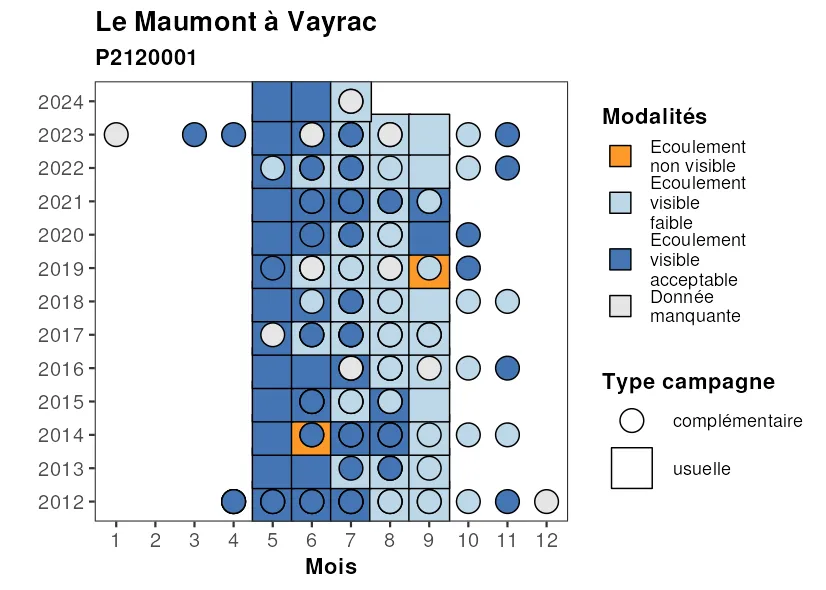 Le Maumont à Vayrac
P2120001
2024
2023
2022
2021
2020
2019
2018
2017
2016
2015
2014
2013
2012
1 2 3 4 5 6 7 8 9 10 11 12
Mois
Modalités
Ecoulement
non visible
Ecoulement
visible
faible
Ecoulement
visible
acceptable
Donnée
manquante
Type campagne
complémentaire
usuelle